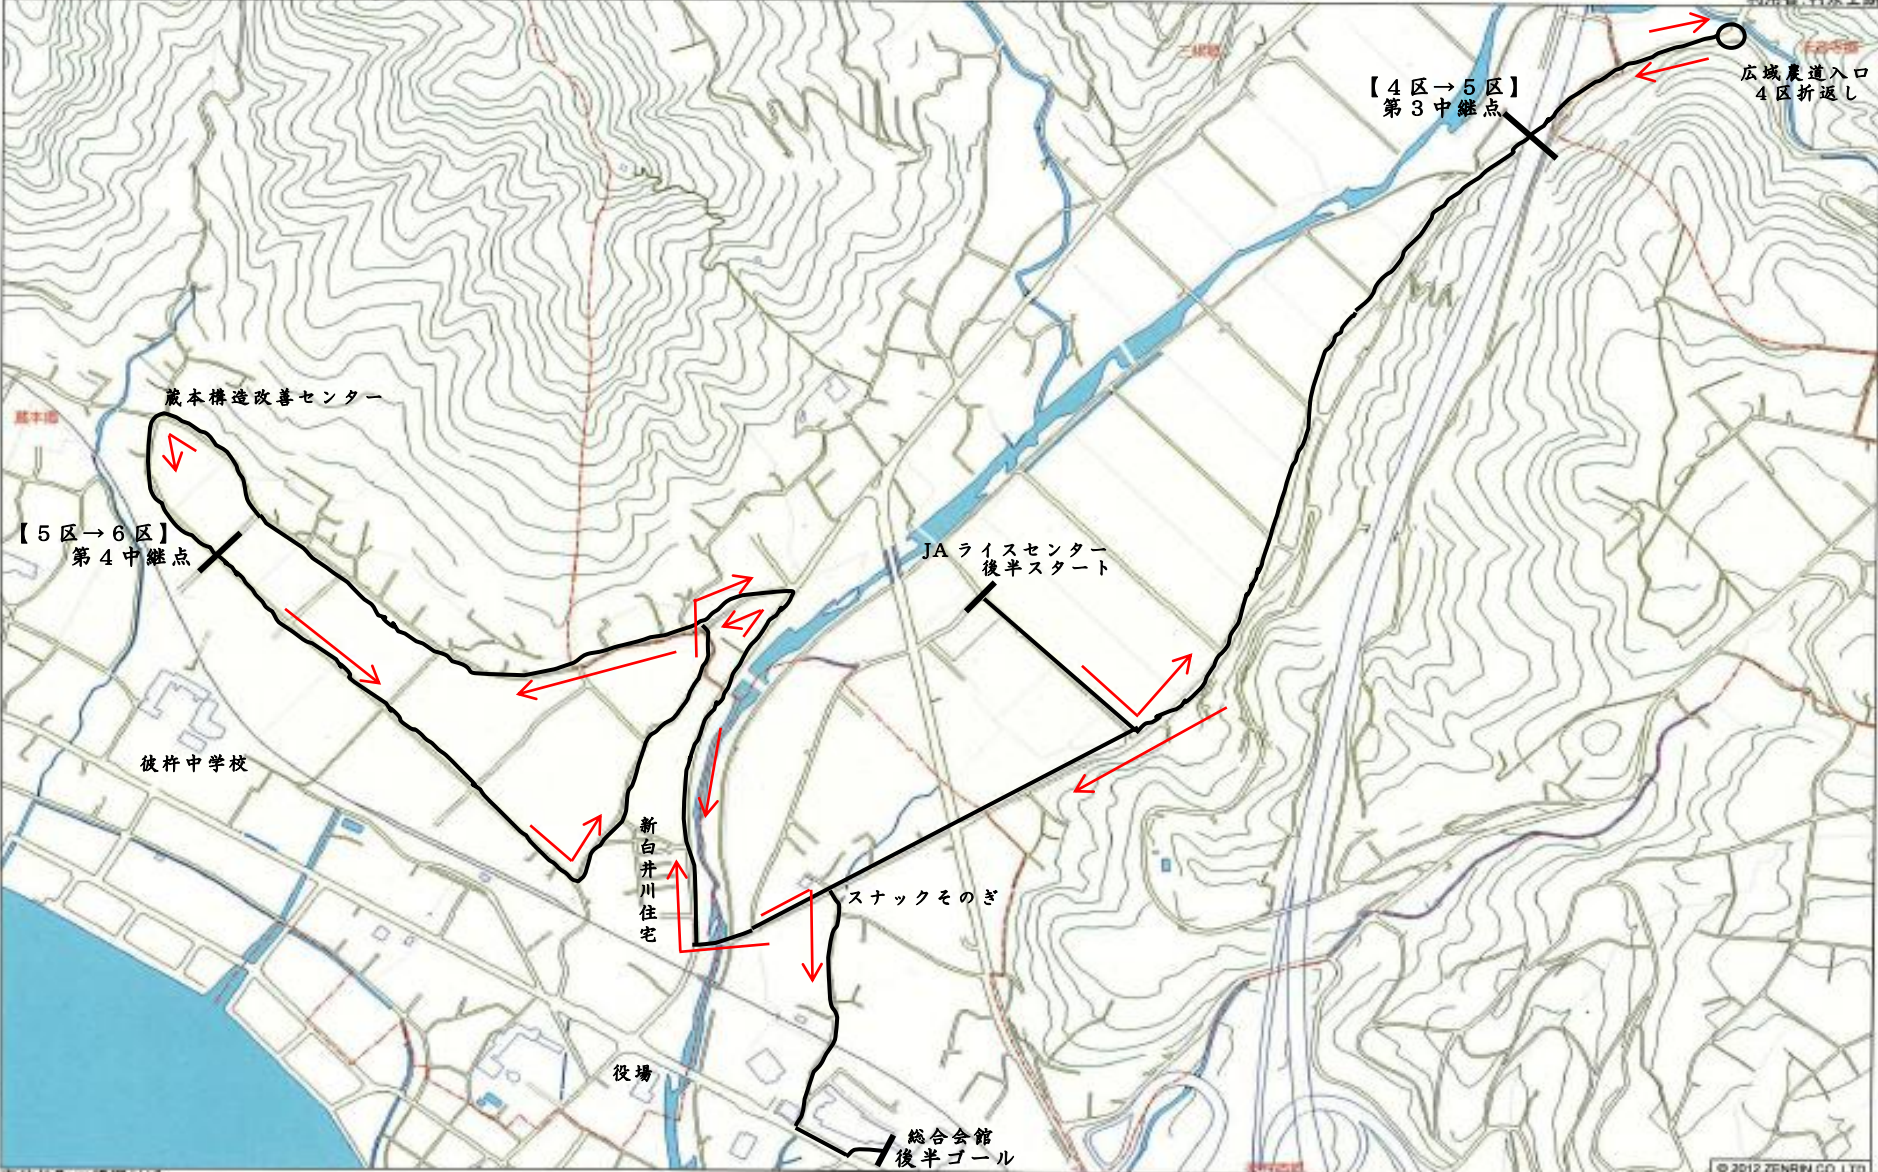 【４区→５区】
第３中継点
広域農道入口
４区折返し
蔵本構造改善センター
蔵本郷
【５区→６区】
第４中継点
JA ライスセンター
後半スタート
彼杵中学校
新白井川住宅
スナックそのぎ
役場
総合会館
後半ゴール
© 2012 ZENRIN CO., LTD.